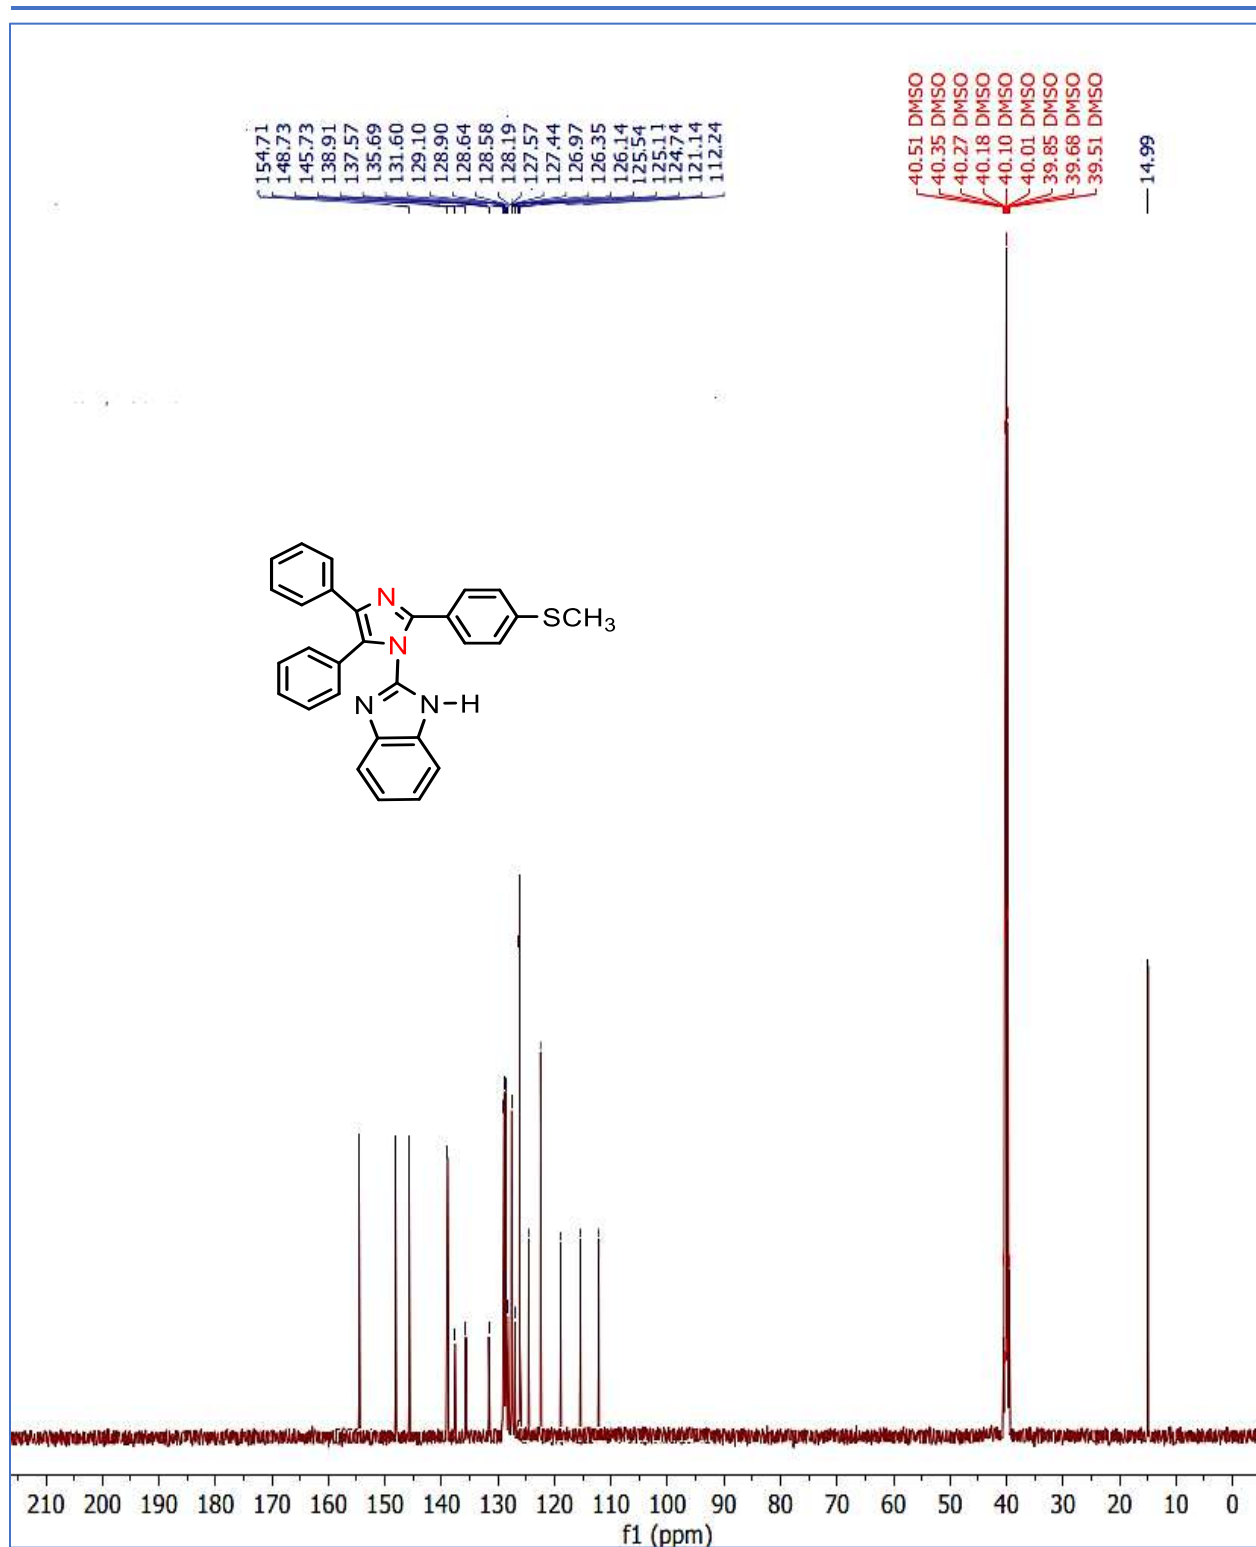 154.71
148.73
145.73
138.91
137.57
135.69
131.60
129.10
128.90
128.64
128.58
128.19
127.57
127.44
126.97
126.35
126.14
125.54
125.11
124.74
121.14
112.24
40.51 DMSO
40.35 DMSO
40.27 DMSO
40.18 DMSO
40.10 DMSO
40.01 DMSO
39.85 DMSO
39.68 DMSO
39.51 DMSO
14.99
N
SCH3
N
N
N-H
210 200 190 180 170 160 150 140 130 120 110 100 90 80 70 60 50 40 30 20 10 0
f1 (ppm)